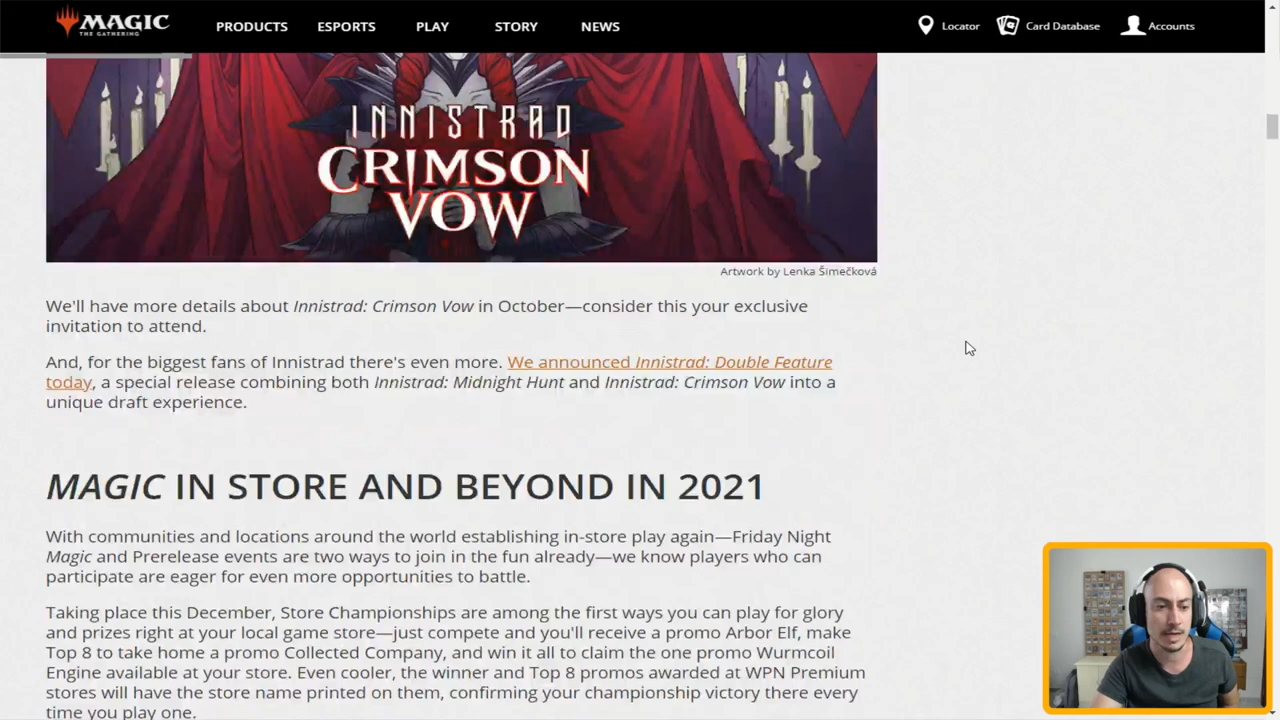 MAGIC
THE GATHERING
PRODUCTS ESPORTS PLAY STORY NEWS Locator Card Database Accounts
INNISTRAD
CRIMSON
VOW
Artwork by Lenka Šimečková
We'll have more details about Innistrad: Crimson Vow in October—consider this your exclusive
invitation to attend.
And, for the biggest fans of Innistrad there's even more. We announced Innistrad: Double Feature
today, a special release combining both Innistrad: Midnight Hunt and Innistrad: Crimson Vow into a
unique draft experience.
MAGIC IN STORE AND BEYOND IN 2021
With communities and locations around the world establishing in-store play again—Friday Night
Magic and Prerelease events are two ways to join in the fun already—we know players who can
participate are eager for even more opportunities to battle.
Taking place this December, Store Championships are among the first ways you can play for glory
and prizes right at your local game store—just compete and you'll receive a promo Arbor Elf, make
Top 8 to take home a promo Collected Company, and win it all to claim the one promo Wurmcoil
Engine available at your store. Even cooler, the winner and Top 8 promos awarded at WPN Premium
stores will have the store name printed on them, confirming your championship victory there every
time you play one.